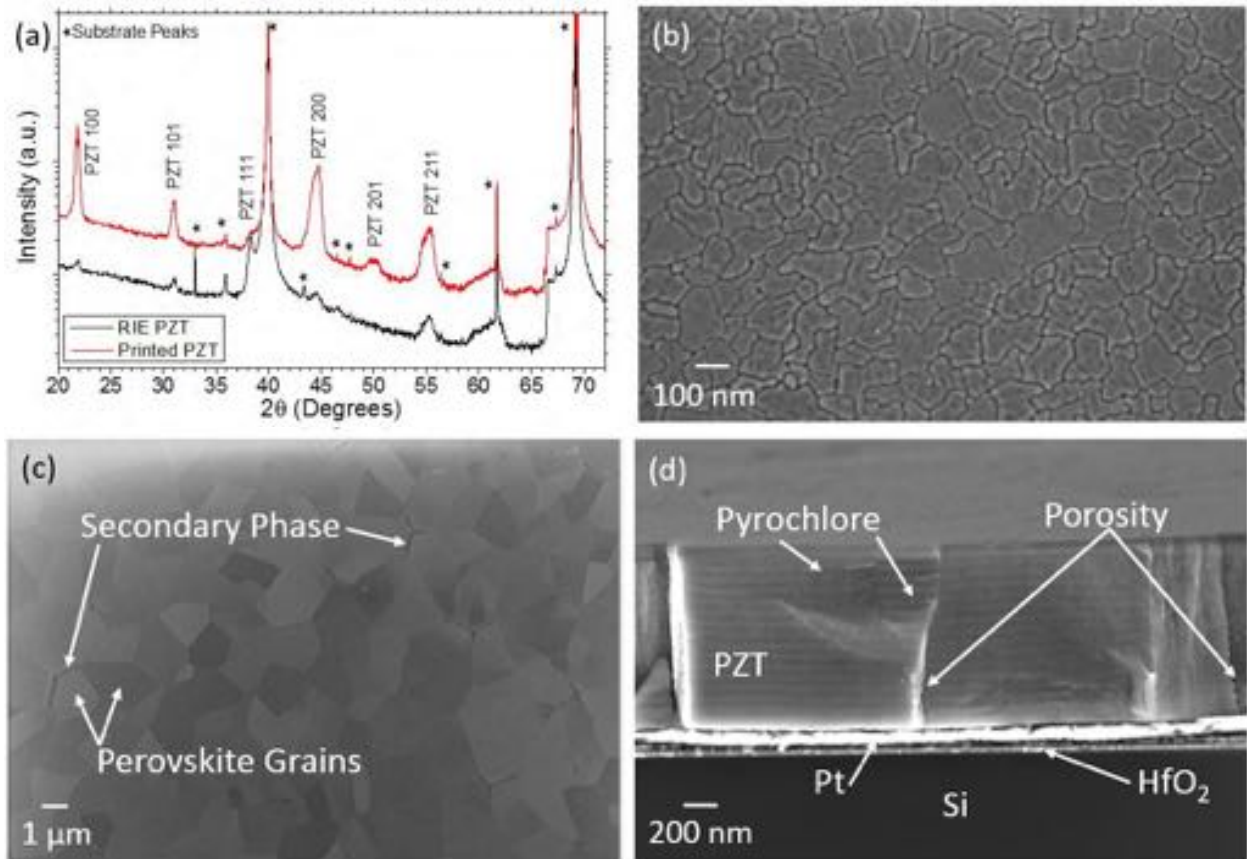 (a)
*Substrate Peaks
Intensity (a.u.)
PZT 100
PZT 101
PZT 111
PZT 200
PZT 201
PZT 211
RIE PZT
Printed PZT
20 25 30 35 40 45 50 55 60 65 70
2θ (Degrees)
(b)
100 nm
(c)
Secondary Phase
Perovskite Grains
1 µm
(d)
Pyrochlore
Porosity
PZT
Pt
HfO₂
Si
200 nm